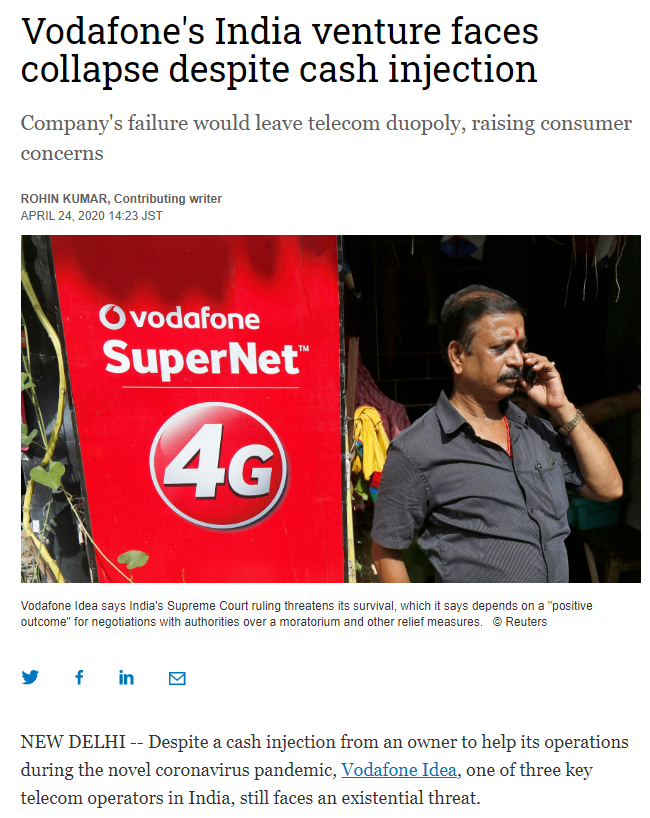 Vodafone's India venture faces
collapse despite cash injection
Company's failure would leave telecom duopoly, raising consumer
concerns
ROHIN KUMAR, Contributing writer
APRIL 24, 2020 14:23 JST
vodafone
SuperNet™
4G
Vodafone Idea says India's Supreme Court ruling threatens its survival, which it says depends on a "positive
outcome" for negotiations with authorities over a moratorium and other relief measures. © Reuters
NEW DELHI -- Despite a cash injection from an owner to help its operations
during the novel coronavirus pandemic, Vodafone Idea, one of three key
telecom operators in India, still faces an existential threat.